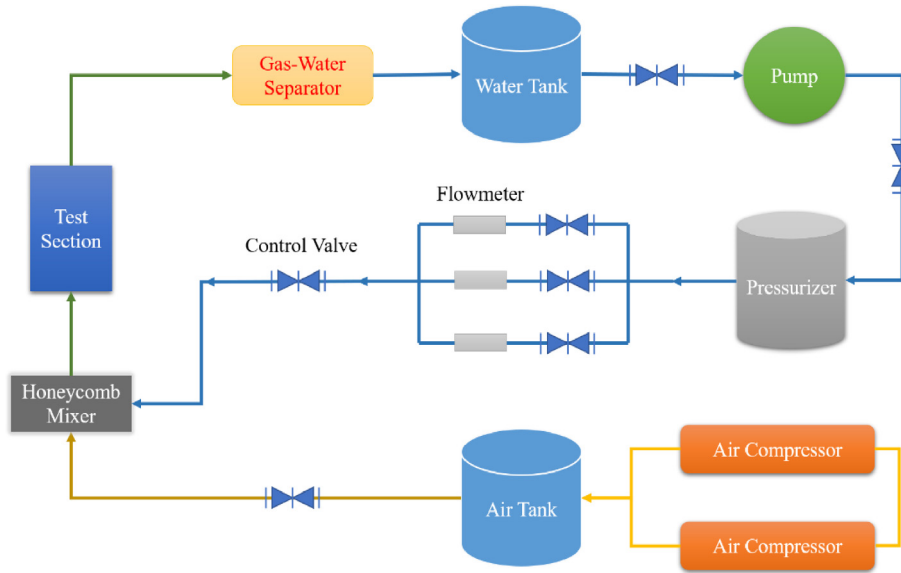 Gas-Water
Separator
Water Tank
Pump
Test
Section
Flowmeter
Control Valve
Pressurizer
Honeycomb
Mixer
Air Tank
Air Compressor
Air Compressor